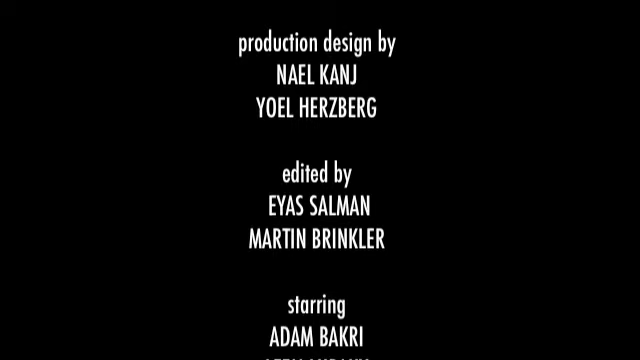 production design by
NAEL KANJ
YOEL HERZBERG
edited by
EYAS SALMAN
MARTIN BRINKLER
starring
ADAM BAKRI